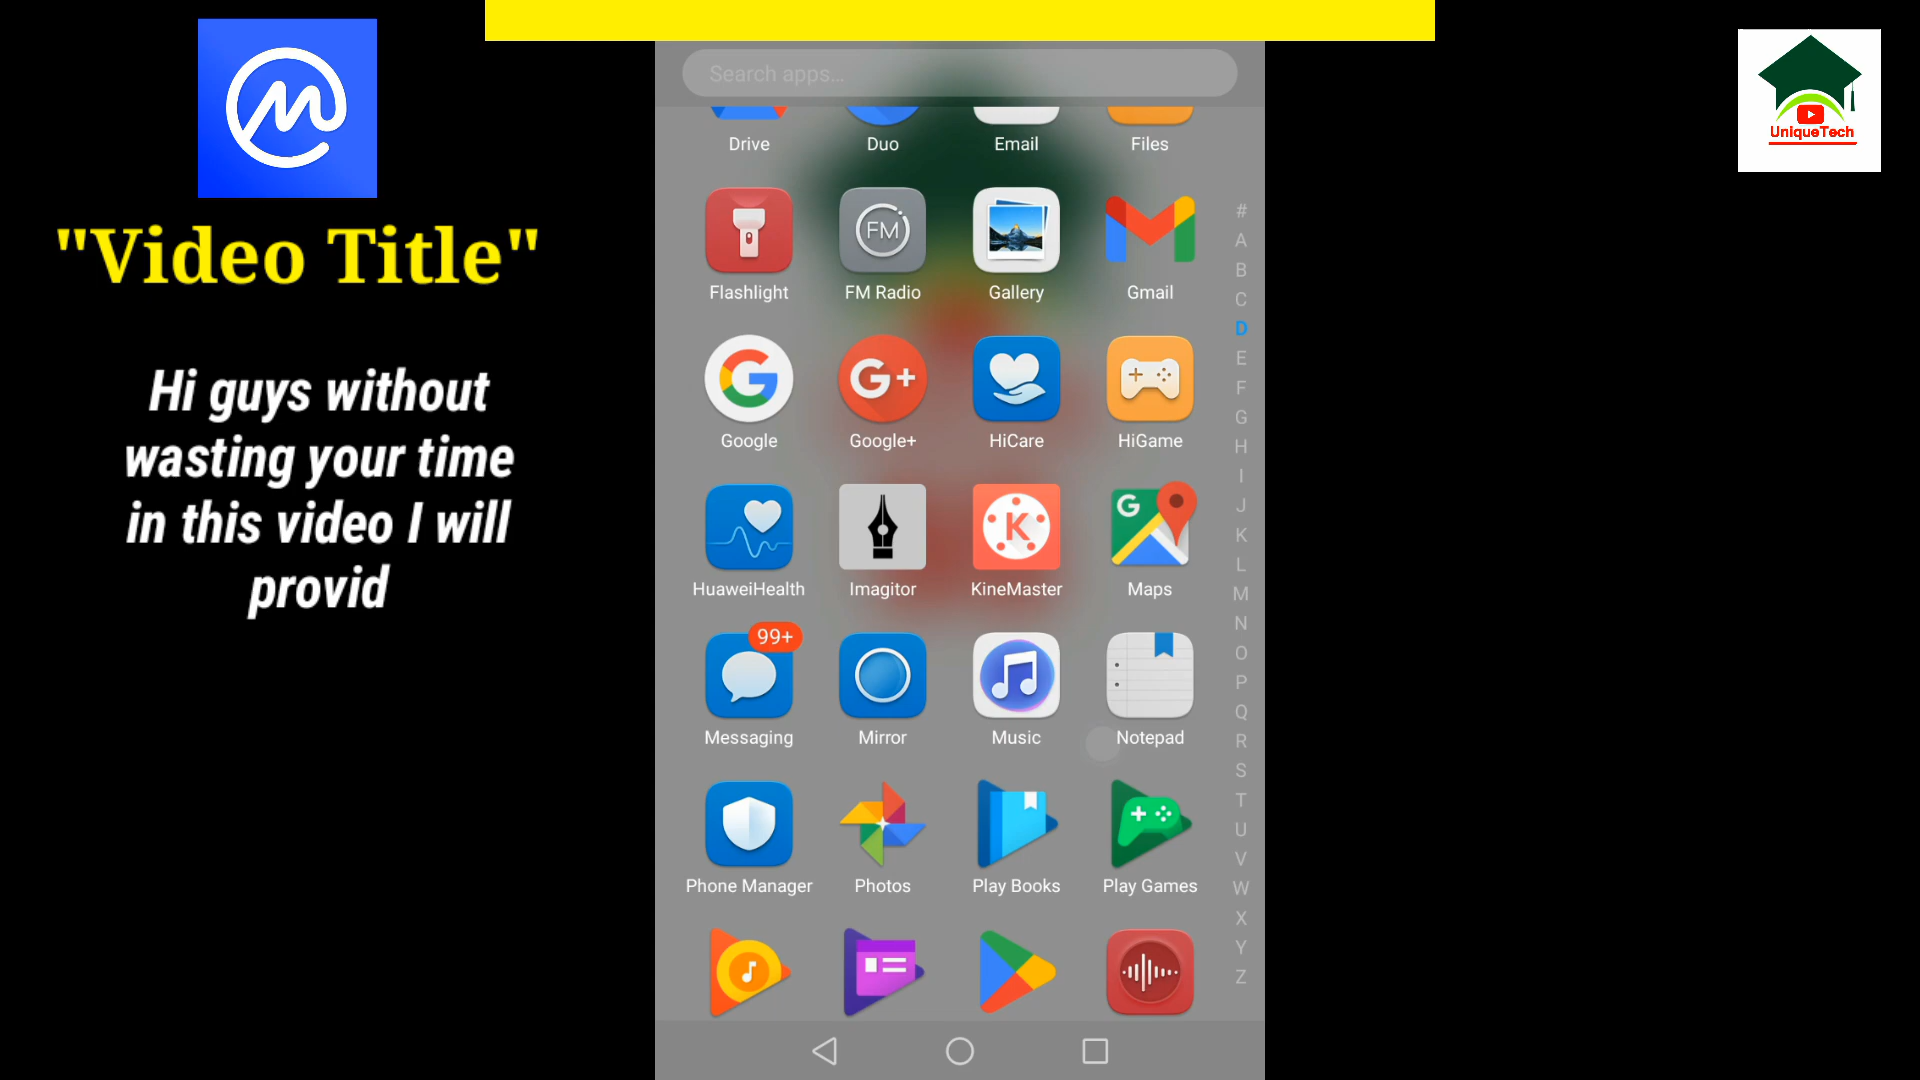 Search apps...
Drive Duo Email Files
FM
Flashlight FM Radio Gallery Gmail
G G+
Google Google+ HiCare HiGame
G
K
HuaweiHealth Imagitor KineMaster Maps
99+
Messaging Mirror Music Notepad
Phone Manager Photos Play Books Play Games
#
A
B
C
D
E
F
G
H
I
J
K
L
M
N
O
P
Q
R
S
T
U
V
W
X
Y
Z
"Video Title"
Hi guys without
wasting your time
in this video I will
provid
UniqueTech